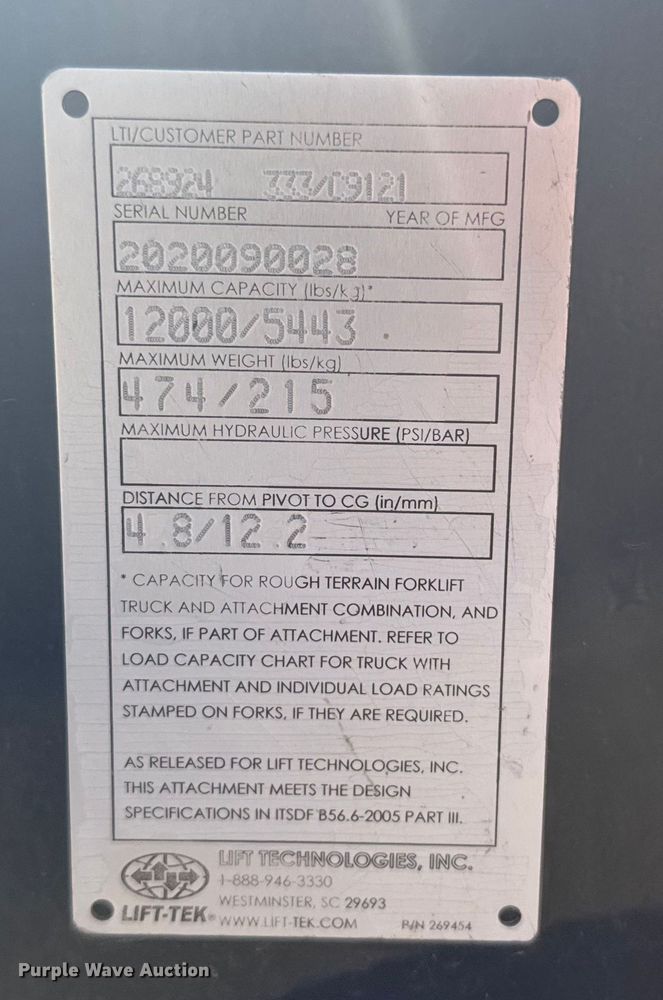 LTI/CUSTOMER PART NUMBER
268924 333/C9121
SERIAL NUMBER YEAR OF MFG
2020090028
MAXIMUM CAPACITY (lbs/kg)*
12000/5443
MAXIMUM WEIGHT (lbs/kg)
474/215
MAXIMUM HYDRAULIC PRESSURE (PSI/BAR)
DISTANCE FROM PIVOT TO CG (in/mm)
4.8/12.2
* CAPACITY FOR ROUGH TERRAIN FORKLIFT
TRUCK AND ATTACHMENT COMBINATION, AND
FORKS, IF PART OF ATTACHMENT. REFER TO
LOAD CAPACITY CHART FOR TRUCK WITH
ATTACHMENT AND INDIVIDUAL LOAD RATINGS
STAMPED ON FORKS, IF THEY ARE REQUIRED.
AS RELEASED FOR LIFT TECHNOLOGIES, INC.
THIS ATTACHMENT MEETS THE DESIGN
SPECIFICATIONS IN ITSDF B56.6-2005 PART III.
LIFT TECHNOLOGIES, INC.
1-888-946-3330
WESTMINSTER, SC 29693
LIFT-TEK® WWW.LIFT-TEK.COM P/N 269454
Purple Wave Auction